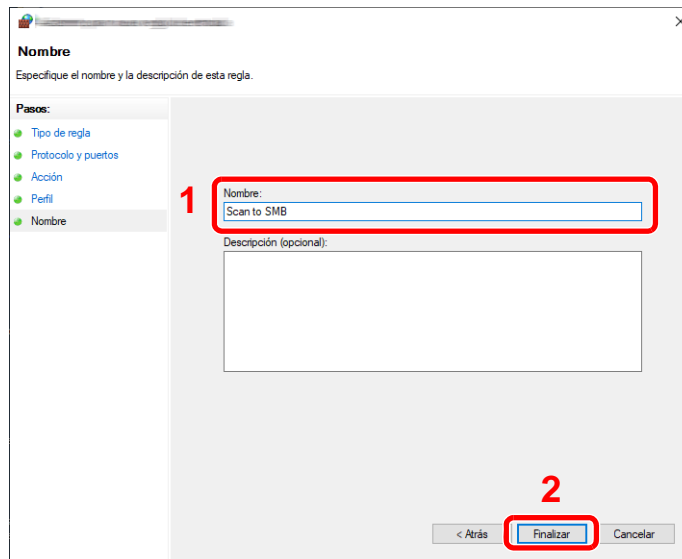 Nombre
Especifique el nombre y la descripción de esta regla.
Pasos:
Tipo de regla
Protocolo y puertos
Acción
Perfil
Nombre
1
Nombre:
Scan to SMB
Descripción (opcional):
2
< Atrás
Finalizar
Cancelar